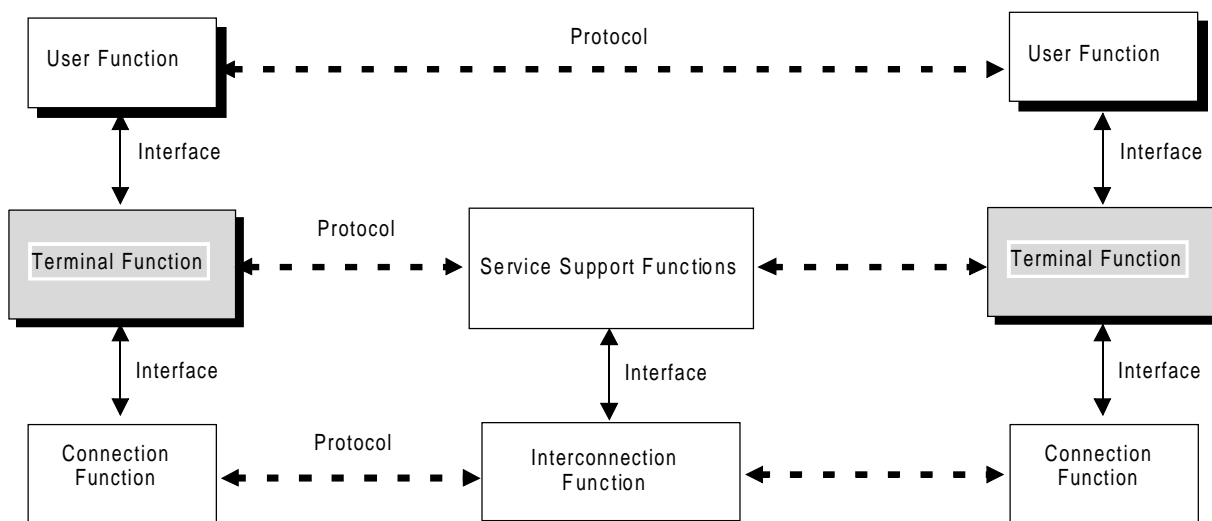 Protocol
User Function
User Function
Interface
Interface
Protocol
Terminal Function
Service Support Functions
Terminal Function
Interface
Interface
Interface
Protocol
Connection
Function
Interconnection
Function
Connection
Function